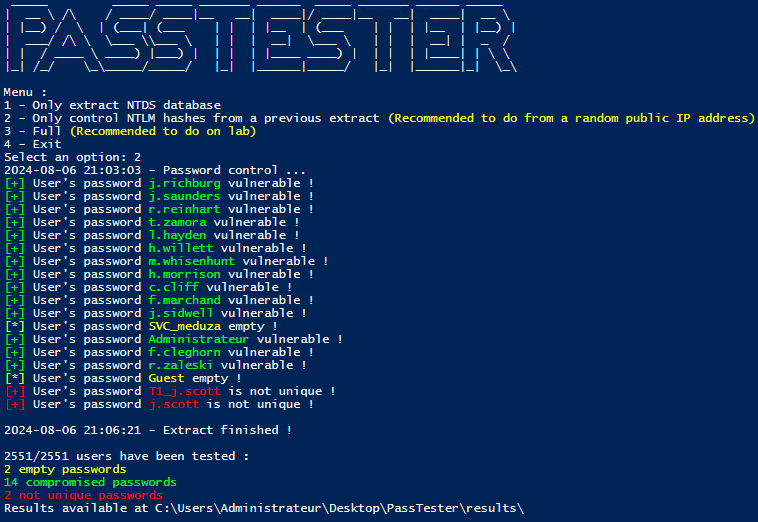 PASSTESTER
Menu :
1 - Only extract NTDS database
2 - Only control NTLM hashes from a previous extract (Recommended to do from a random public IP address)
3 - Full (Recommended to do on lab)
4 - Exit
Select an option: 2
2024-08-06 21:03:03 - Password control ...
[+] User's password j.richburg vulnerable !
[+] User's password j.saunders vulnerable !
[+] User's password r.reinhart vulnerable !
[+] User's password t.zamora vulnerable !
[+] User's password l.hayden vulnerable !
[+] User's password h.willett vulnerable !
[+] User's password m.whisenhunt vulnerable !
[+] User's password h.morrison vulnerable !
[+] User's password c.cliff vulnerable !
[+] User's password f.marchand vulnerable !
[+] User's password j.sidwell vulnerable !
[*] User's password SVC_meduza empty !
[+] User's password Administrateur vulnerable !
[+] User's password f.cleghorn vulnerable !
[+] User's password r.zaleski vulnerable !
[*] User's password Guest empty !
[+] User's password T1_j.scott is not unique !
[+] User's password j.scott is not unique !
2024-08-06 21:06:21 - Extract finished !
2551/2551 users have been tested :
2 empty passwords
14 compromised passwords
2 not unique passwords
Results available at C:\Users\Administrateur\Desktop\PassTester\results\